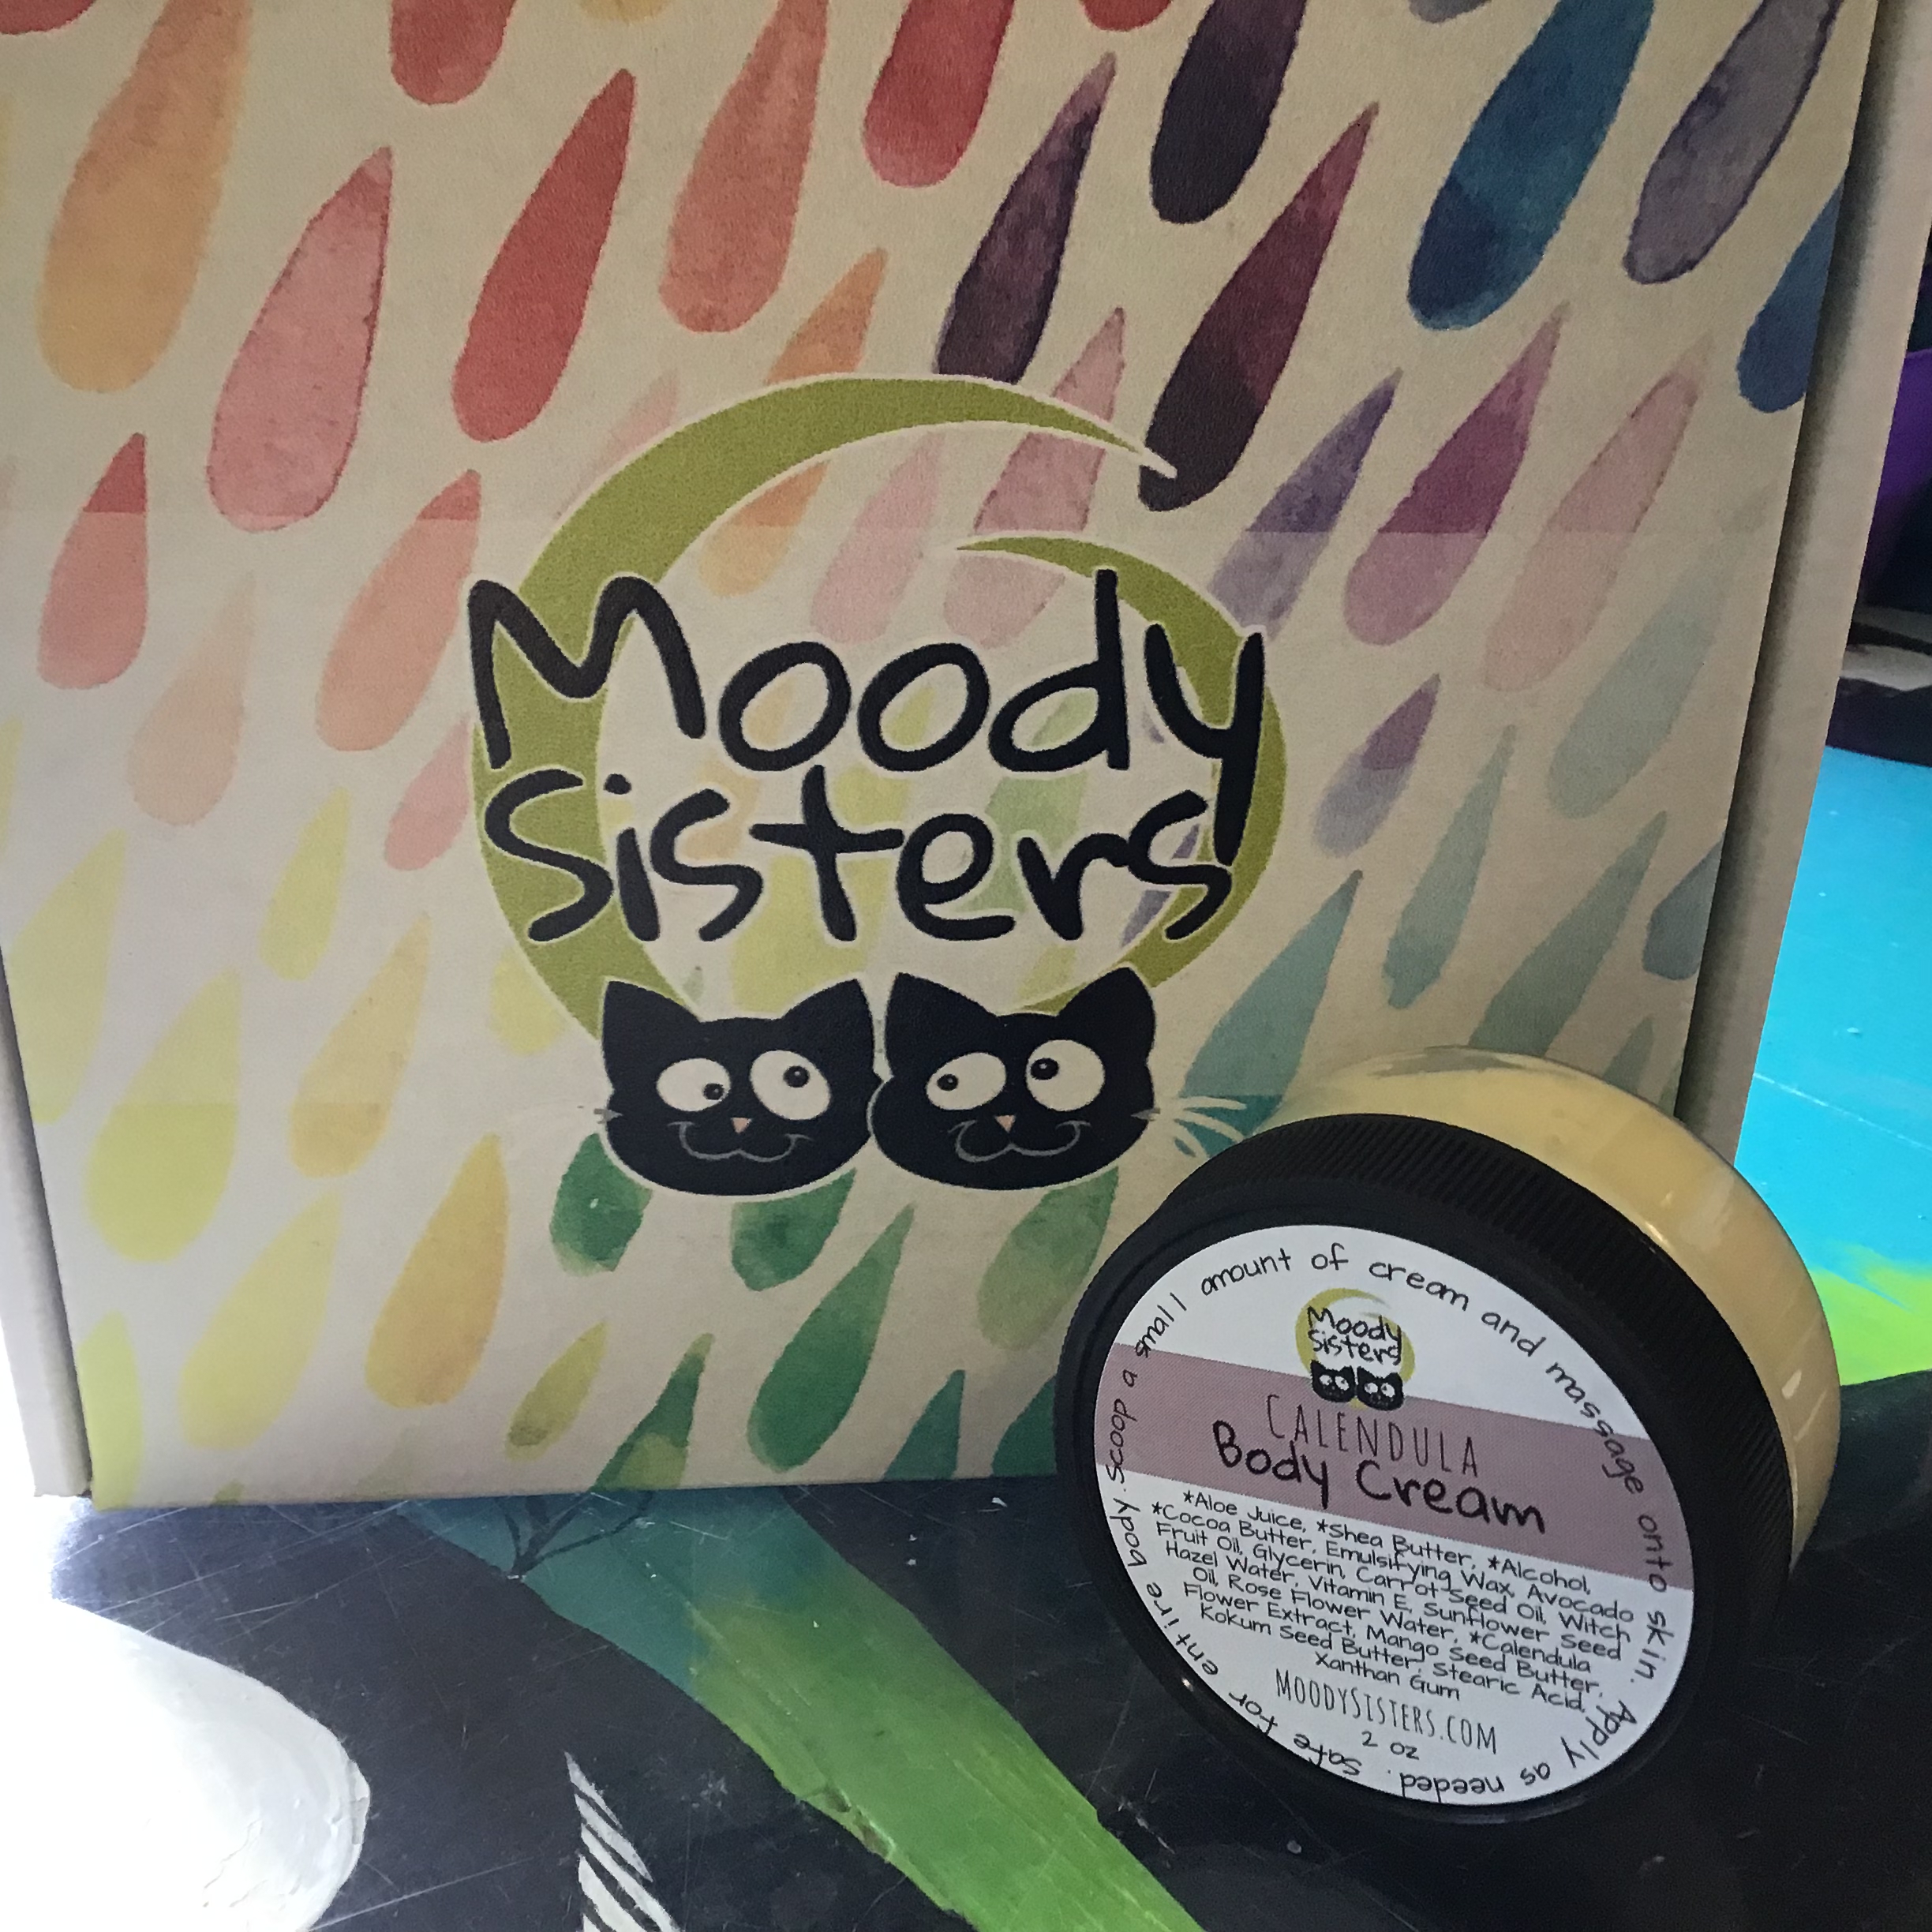 Moody
Sisters
Scoop a small amount of cream and massage onto skin. Apply as needed. Safe for entire body.
Moody
Sisters
CALENDULA
Body Cream
*Aloe Juice, *Shea Butter, *Alcohol,
*Cocoa Butter, Emulsifying Wax, Avocado
Fruit Oil, Glycerin, Carrot Seed Oil, Witch
Hazel Water, Vitamin E, Sunflower Seed
Oil, Rose Flower Water, *Calendula
Flower Extract, Mango Seed Butter,
Kokum Seed Butter, Stearic Acid,
Xanthan Gum
MOODYSISTERS.COM
2 oz